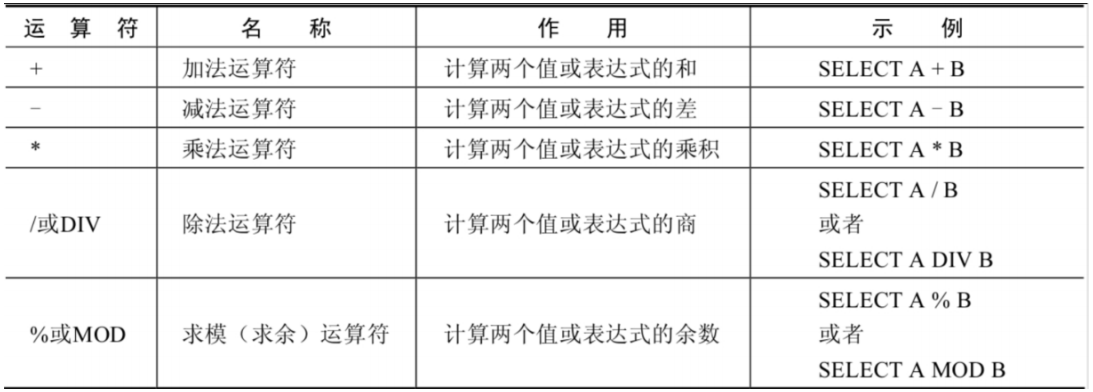 运 算 符 名 称 作 用 示 例
+ 加法运算符 计算两个值或表达式的和 SELECT A + B
- 减法运算符 计算两个值或表达式的差 SELECT A - B
* 乘法运算符 计算两个值或表达式的乘积 SELECT A * B
/或DIV 除法运算符 计算两个值或表达式的商 SELECT A / B
或者
SELECT A DIV B
%或MOD 求模（求余）运算符 计算两个值或表达式的余数 SELECT A % B
或者
SELECT A MOD B